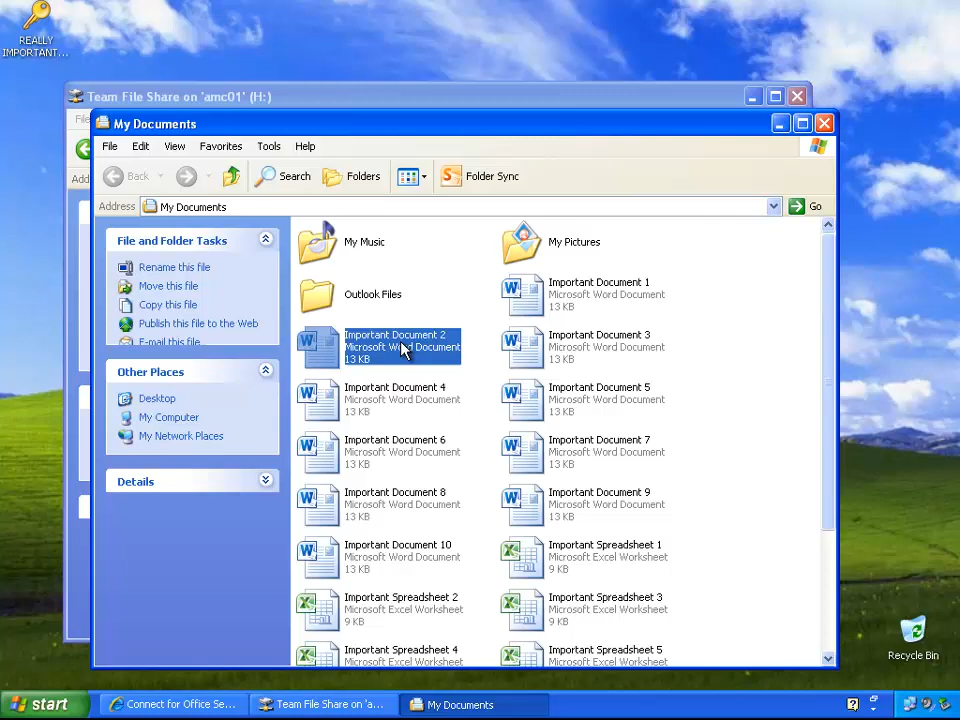 REALLY
IMPORTANT...
Team File Share on 'amc01' (H:)
My Documents
File Edit View Favorites Tools Help
Back Search Folders Folder Sync
Address My Documents Go
File and Folder Tasks
Rename this file
Move this file
Copy this file
Publish this file to the Web
E-mail this file
Other Places
Desktop
My Computer
My Network Places
Details
My Music
My Pictures
Outlook Files
Important Document 1
Microsoft Word Document
13 KB
Important Document 2
Microsoft Word Document
13 KB
Important Document 3
Microsoft Word Document
13 KB
Important Document 4
Microsoft Word Document
13 KB
Important Document 5
Microsoft Word Document
13 KB
Important Document 6
Microsoft Word Document
13 KB
Important Document 7
Microsoft Word Document
13 KB
Important Document 8
Microsoft Word Document
13 KB
Important Document 9
Microsoft Word Document
13 KB
Important Document 10
Microsoft Word Document
13 KB
Important Spreadsheet 1
Microsoft Excel Worksheet
9 KB
Important Spreadsheet 2
Microsoft Excel Worksheet
9 KB
Important Spreadsheet 3
Microsoft Excel Worksheet
9 KB
Important Spreadsheet 4
Microsoft Excel Worksheet
Important Spreadsheet 5
Microsoft Excel Worksheet
Recycle Bin
start Connect for Office Se... Team File Share on 'a... My Documents